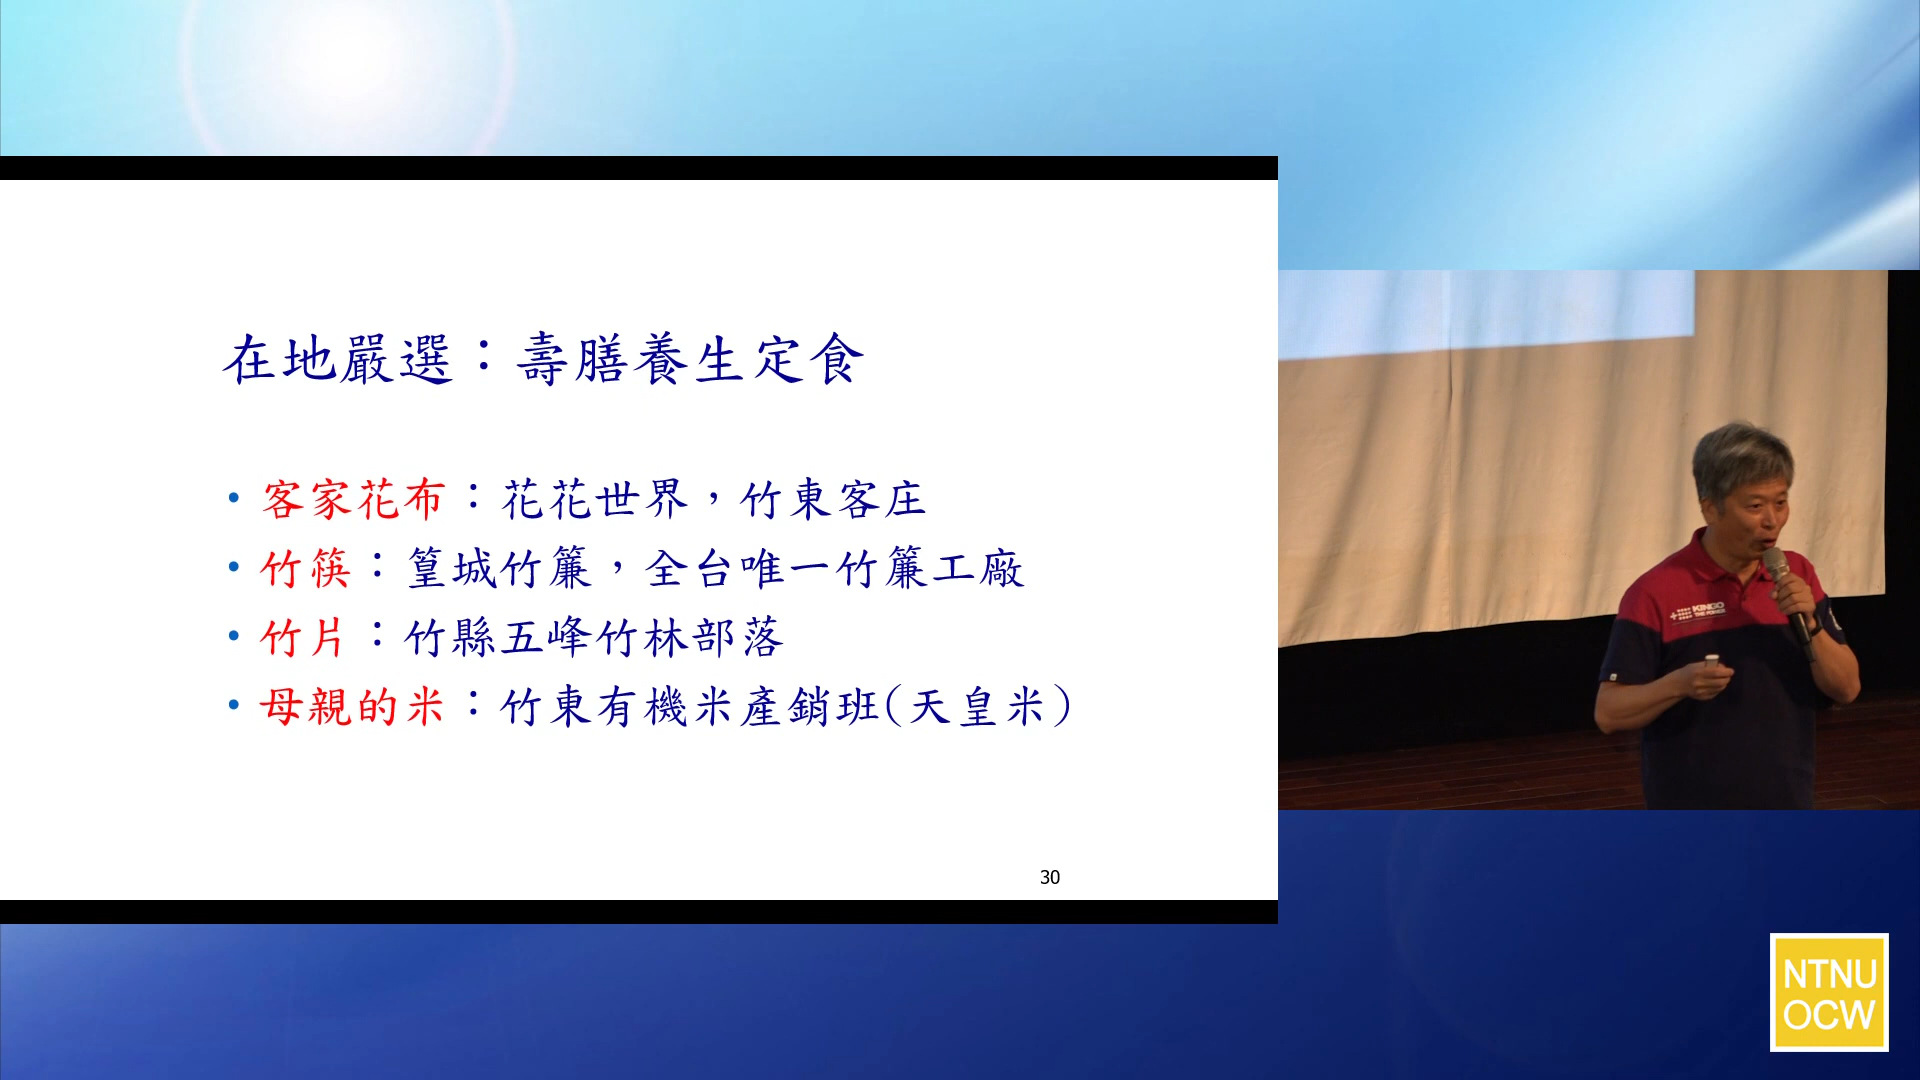 在地嚴選：壽膳養生定食
• 客家花布：花花世界，竹東客庄
• 竹筷：篁城竹簾，全台唯一竹簾工廠
• 竹片：竹縣五峰竹林部落
• 母親的米：竹東有機米產銷班(天皇米)
30
KINGO
NTNU
OCW